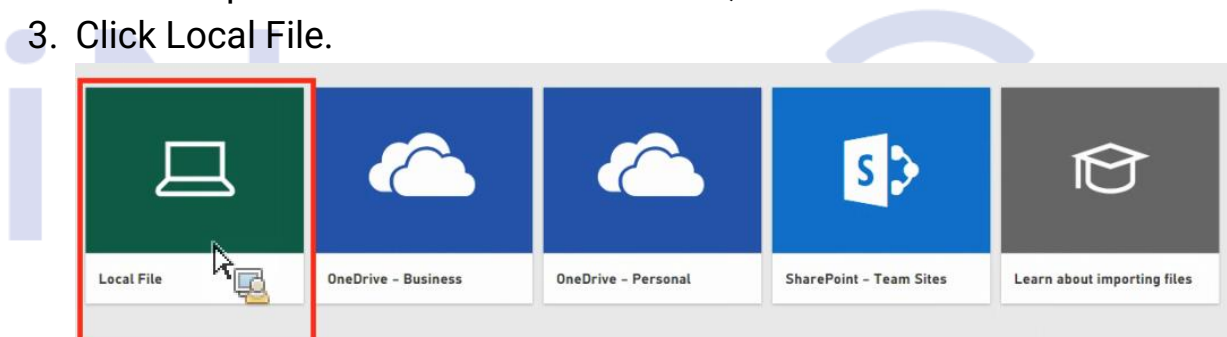 3. Click Local File.
S
Local File
OneDrive - Business
OneDrive - Personal
SharePoint - Team Sites
Learn about importing files